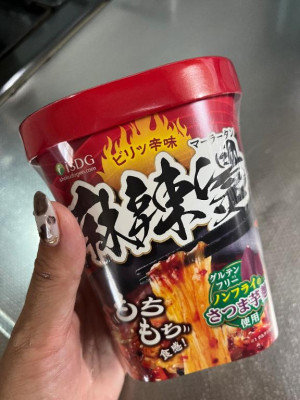 ISDG
ピリッ辛味
マーラータン
麻辣湯
もち
もち
食感!
グルテン
フリー
ノンフライ
さつま芋
使用